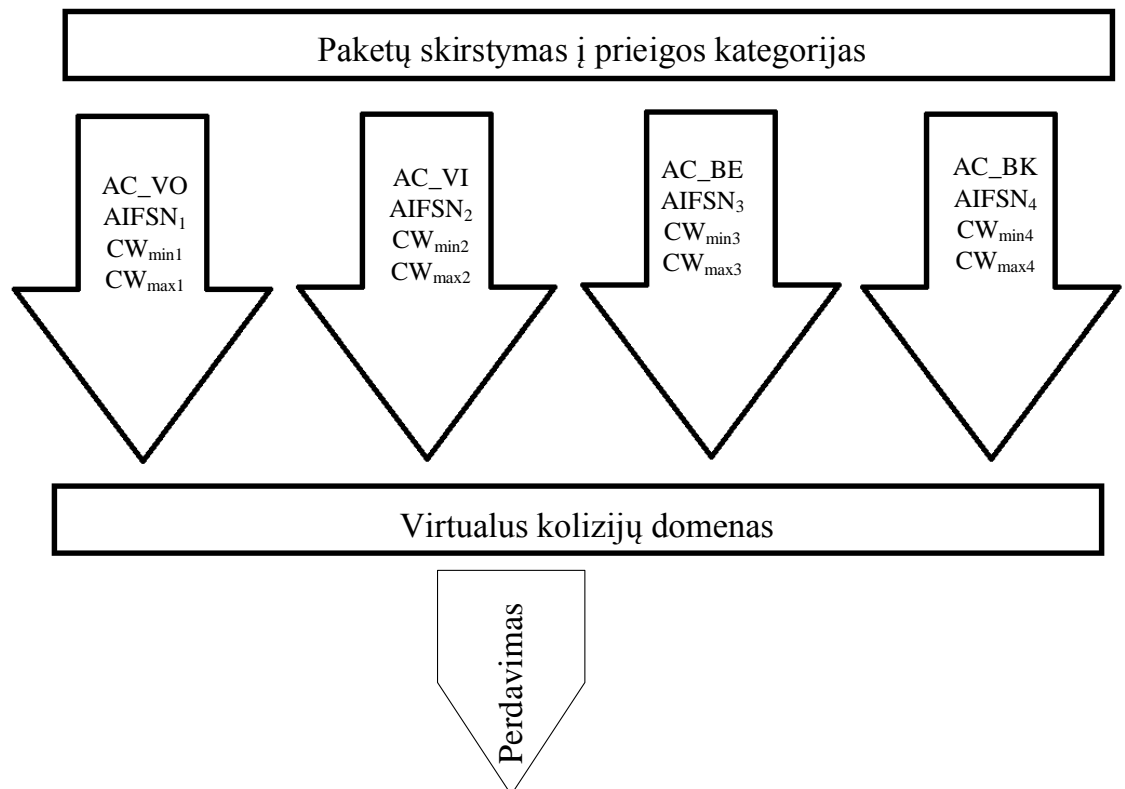 Paketų skirstymas į prieigos kategorijas
AC_VO
AIFSN₁
CWmin1
CWmax1
AC_VI
AIFSN₂
CWmin2
CWmax2
AC_BE
AIFSN₃
CWmin3
CWmax3
AC_BK
AIFSN₄
CWmin4
CWmax4
Virtualus kolizijų domenas
Perdavimas